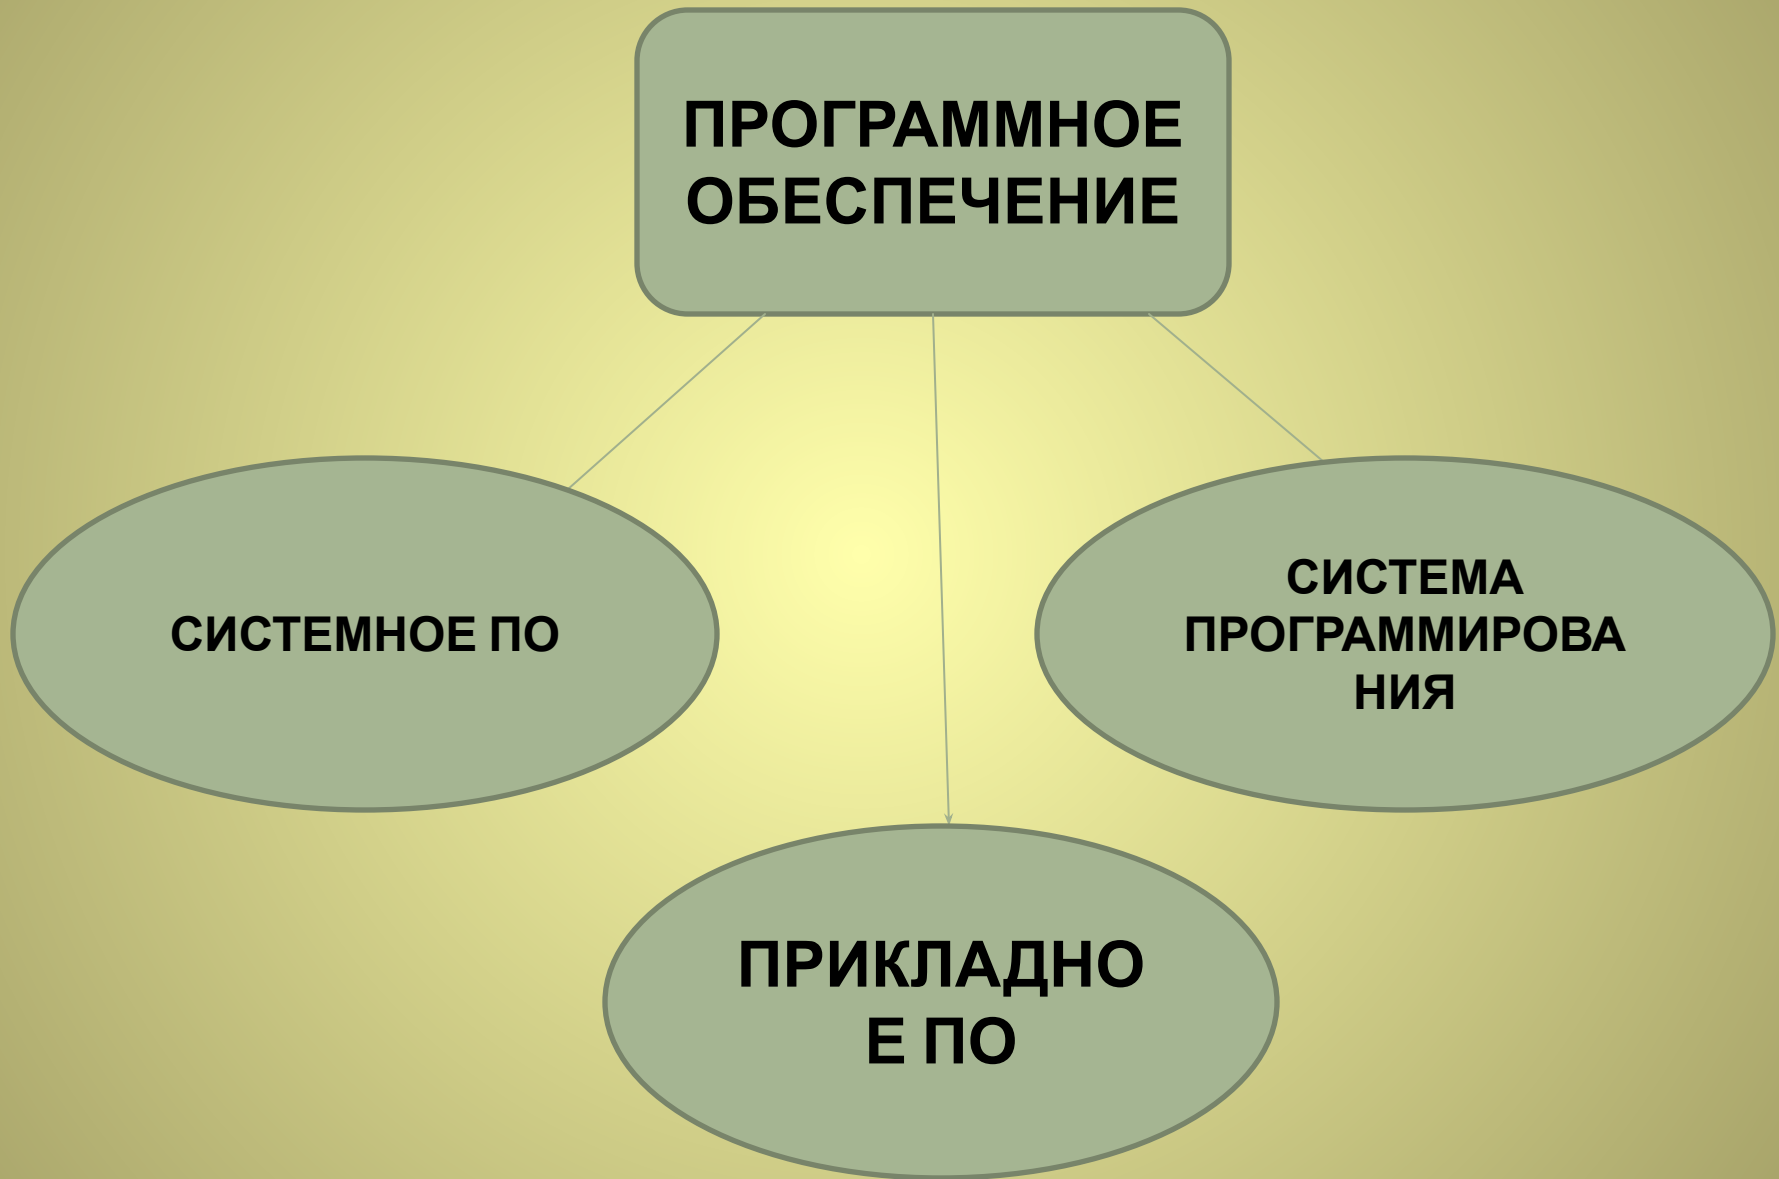 ПРОГРАММНОЕ
ОБЕСПЕЧЕНИЕ
СИСТЕМНОЕ ПО
СИСТЕМА
ПРОГРАММИРОВА
НИЯ
ПРИКЛАДНО
Е ПО